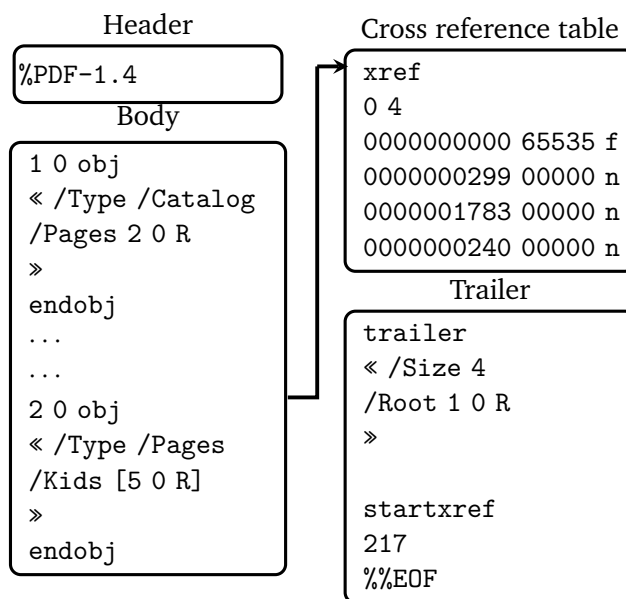 Header
%PDF-1.4
Body
1 0 obj
« /Type /Catalog
/Pages 2 0 R
»
endobj
...
...
2 0 obj
« /Type /Pages
/Kids [5 0 R]
»
endobj
Cross reference table
xref
0 4
0000000000 65535 f
0000000299 00000 n
0000001783 00000 n
0000000240 00000 n
Trailer
trailer
« /Size 4
/Root 1 0 R
»
startxref
217
%%EOF